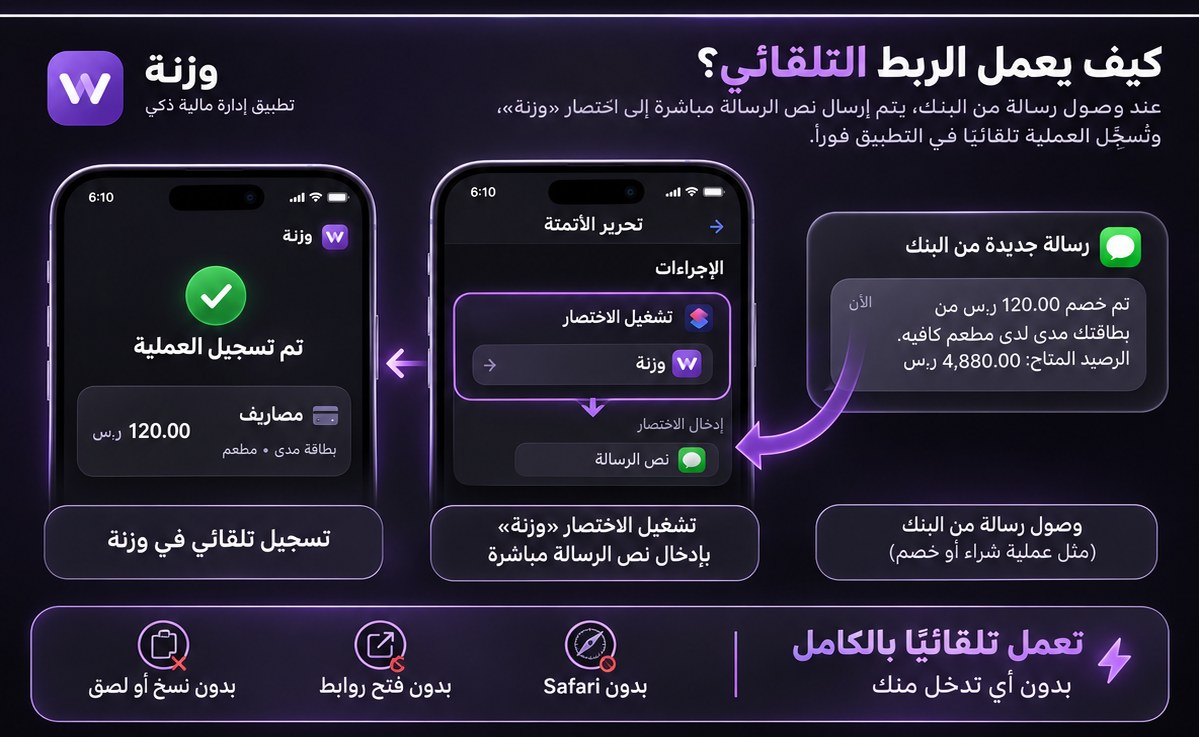 كيف يعمل الربط التلقائي؟
عند وصول رسالة من البنك، يتم إرسال نص الرسالة مباشرة إلى اختصار «وزنة»،
وتُسجَّل العملية تلقائيًا في التطبيق فورًا.
وزنة
تطبيق إدارة مالية ذكي
رسالة جديدة من البنك
الآن
تم خصم 120.00 ر.س من
بطاقتك مدى لدى مطعم كافيه.
الرصيد المتاح: 4,880.00 ر.س
وصول رسالة من البنك
(مثل عملية شراء أو خصم)
6:10
تحرير الأتمتة
الإجراءات
تشغيل الاختصار
وزنة
إدخال الاختصار
نص الرسالة
تشغيل الاختصار «وزنة»
بإدخال نص الرسالة مباشرة
6:10
وزنة
تم تسجيل العملية
مصاريف
120.00 ر.س
بطاقة مدى • مطعم
تسجيل تلقائي في وزنة
تعمل تلقائيًا بالكامل
بدون أي تدخل منك
بدون Safari
بدون فتح روابط
بدون نسخ أو لصق